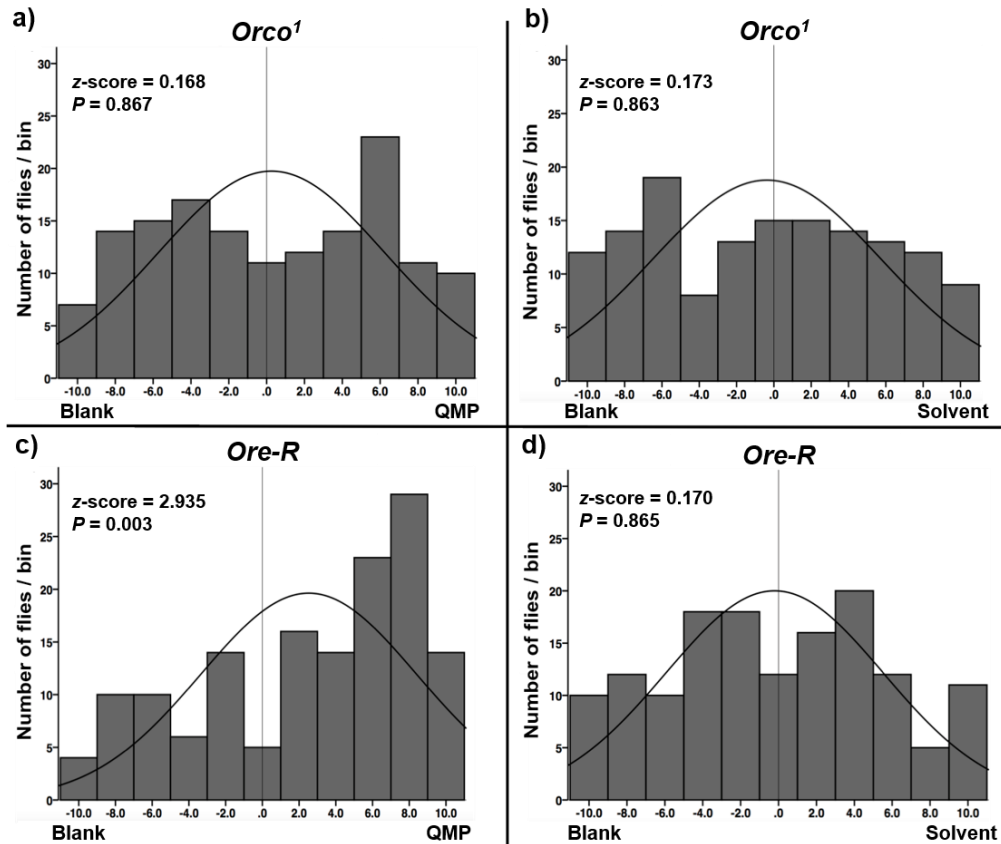 a)
Orco¹
z-score = 0.168
P = 0.867
Number of flies / bin
30
25
20
15
10
5
0
-10.0 -8.0 -6.0 -4.0 -2.0 .0 2.0 4.0 6.0 8.0 10.0
Blank QMP
b)
Orco¹
z-score = 0.173
P = 0.863
Number of flies / bin
30
25
20
15
10
5
0
-10.0 -8.0 -6.0 -4.0 -2.0 .0 2.0 4.0 6.0 8.0 10.0
Blank Solvent
c)
Ore-R
z-score = 2.935
P = 0.003
Number of flies / bin
30
25
20
15
10
5
0
-10.0 -8.0 -6.0 -4.0 -2.0 .0 2.0 4.0 6.0 8.0 10.0
Blank QMP
d)
Ore-R
z-score = 0.170
P = 0.865
Number of flies / bin
30
25
20
15
10
5
0
-10.0 -8.0 -6.0 -4.0 -2.0 .0 2.0 4.0 6.0 8.0 10.0
Blank Solvent